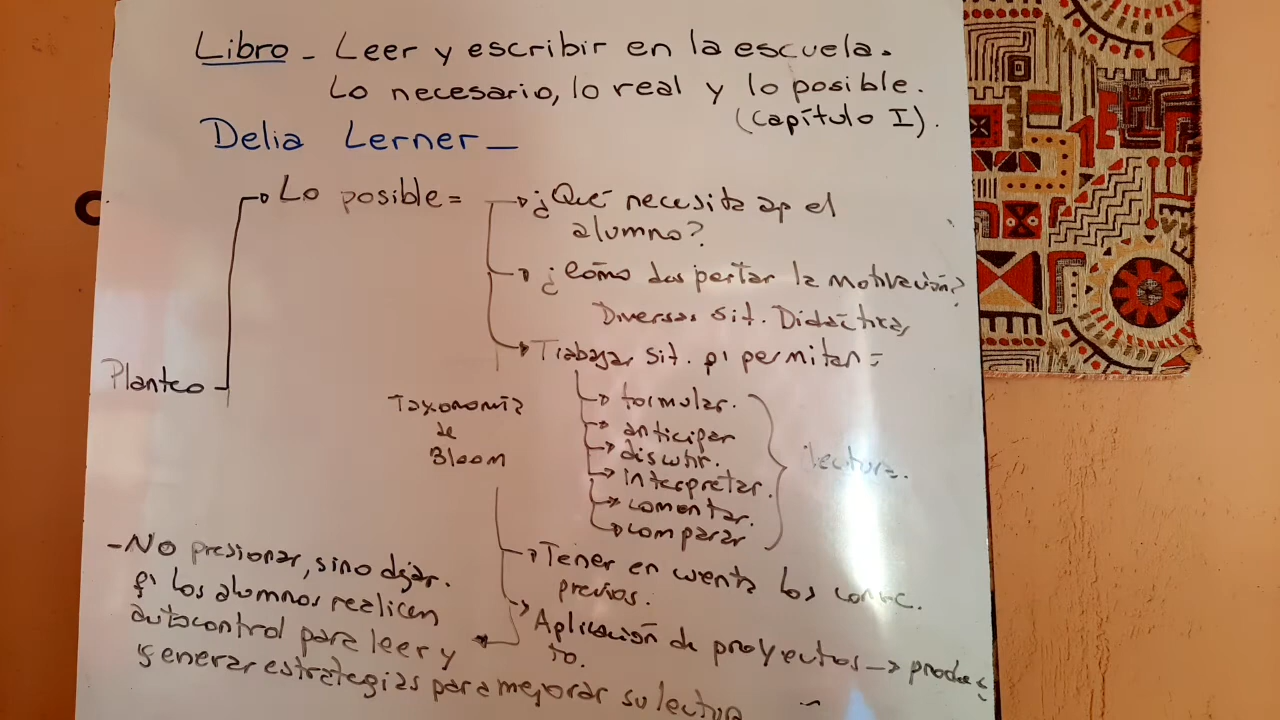 Libro - Leer y escribir en la escuela.
Lo necesario, lo real y lo posible.
(Capítulo I).
Delia Lerner -
Planteo
Lo posible =
¿Qué necesita ap el
alumno?
¿Cómo despertar la motivación?
Diversas sit. Didáctica,
Trabajar sit. q' permitan =
formular.
anticipar
discutir.
interpretar.
comentar.
comparar
lectura.
Taxonomía
de
Bloom
Tener en cuenta los conoc.
previos.
Aplicación de proyectos → produc
to.
- No presionar, sino dejar.
q' los alumnos realicen
autocontrol para leer y
generar estrategias para mejorar su lectura